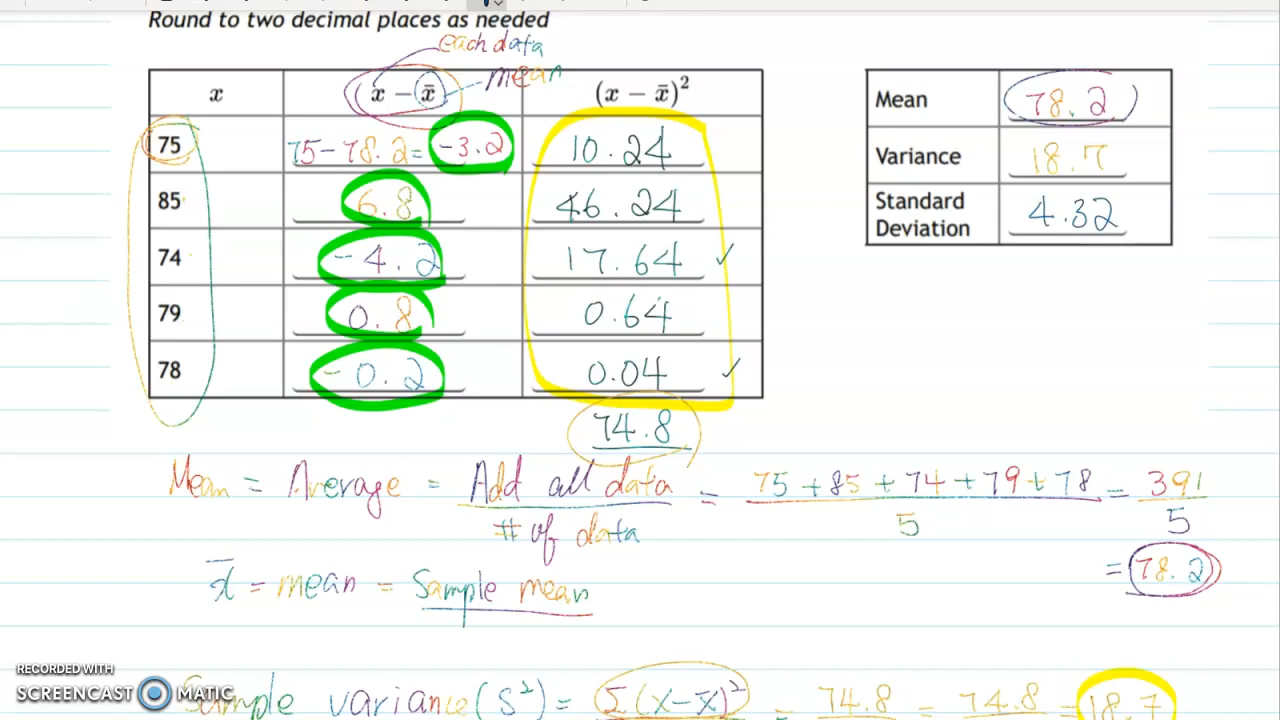 Round to two decimal places as needed
each data
mean
x x − x̄ (x − x̄)²
75 75−78.2= −3.2 10.24
85 6.8 46.24
74 −4.2 17.64 ✓
79 0.8 0.64
78 −0.2 0.04 ✓
74.8
Mean 78.2
Variance 18.7
Standard Deviation 4.32
Mean = Average = Add all data / # of data = 75+85+74+79+78 / 5 = 391 / 5
= 78.2
x̄ = mean = Sample mean
RECORDED WITH
SCREENCAST MATIC
Sample variance (S²) = Σ(x−x̄)² = 74.8 = 74.8 = 18.7